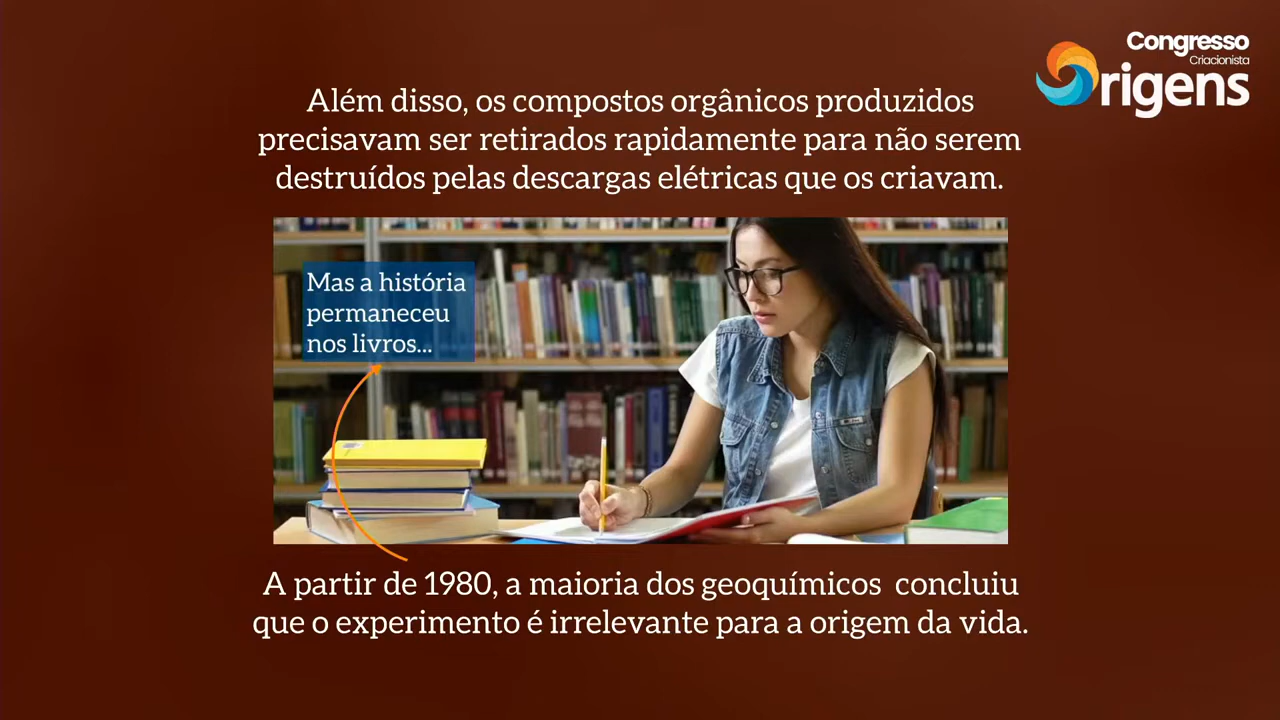 Congresso
Criacionista
Origens
Além disso, os compostos orgânicos produzidos
precisavam ser retirados rapidamente para não serem
destruídos pelas descargas elétricas que os criavam.
Mas a história
permaneceu
nos livros...
A partir de 1980, a maioria dos geoquímicos concluiu
que o experimento é irrelevante para a origem da vida.